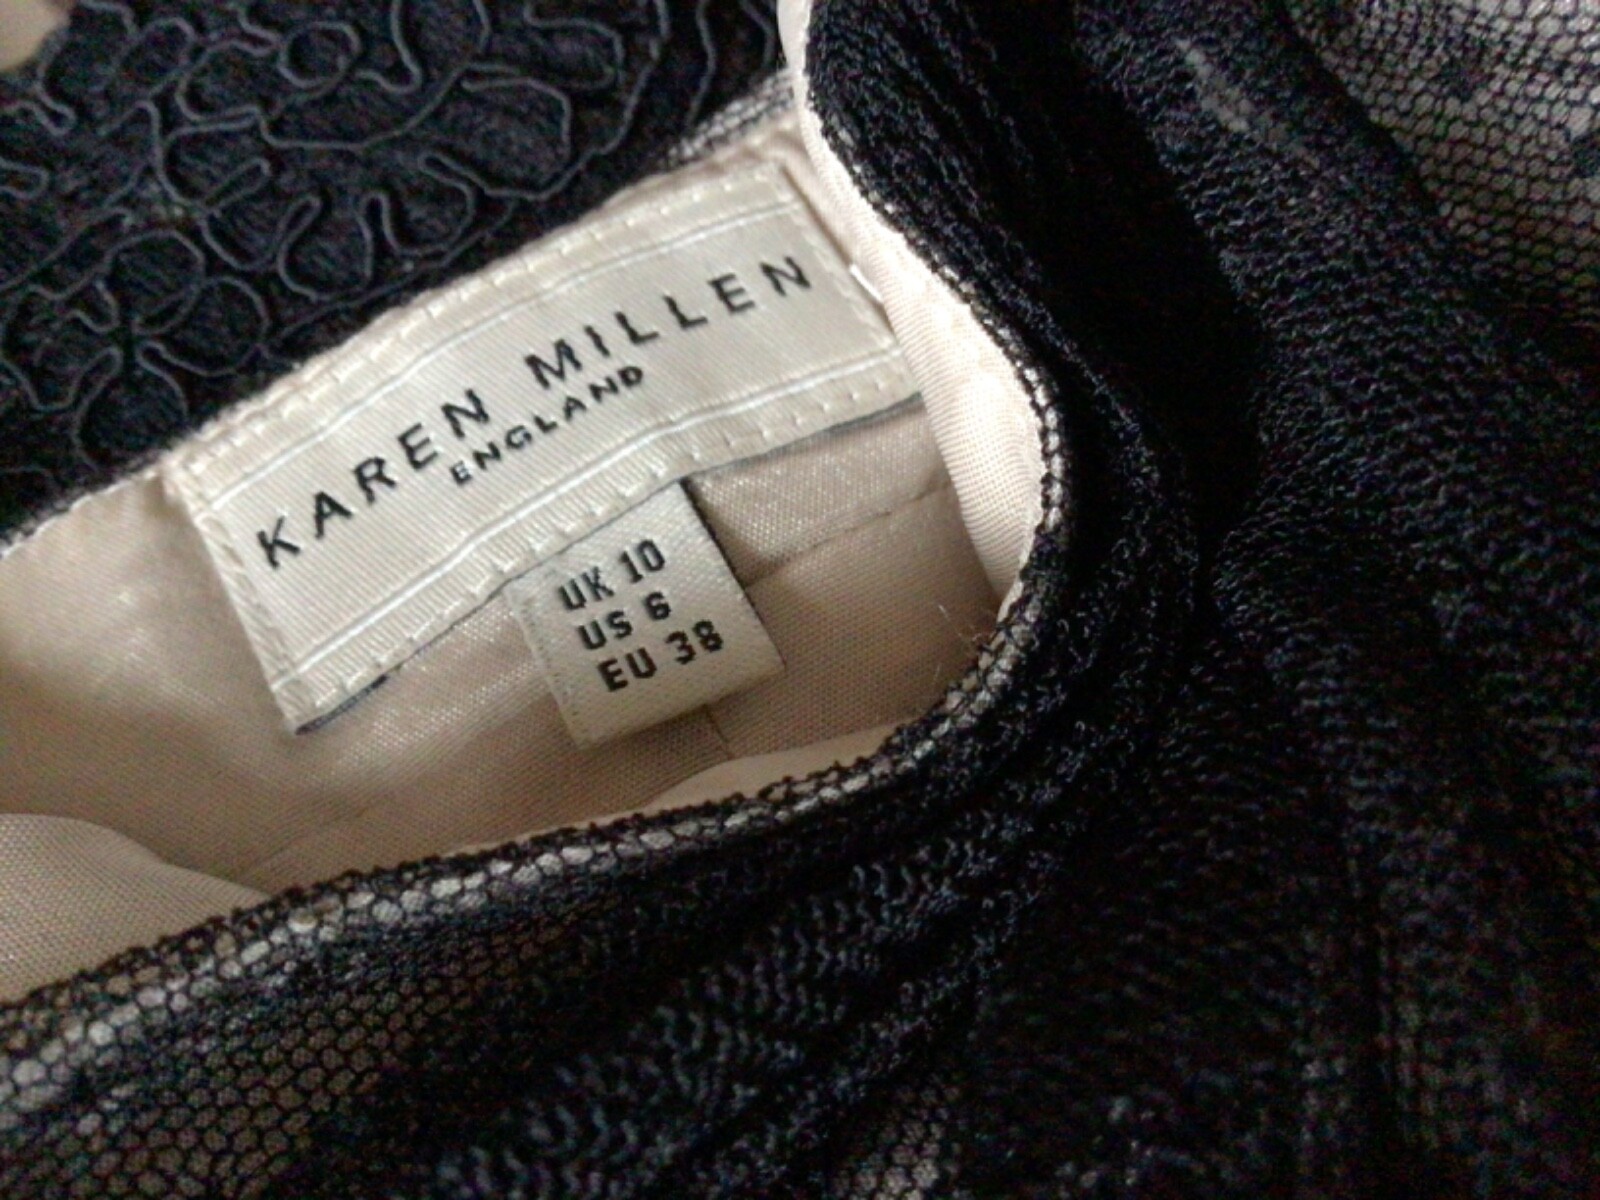 KAREN MILLEN
ENGLAND
UK 10
US 6
EU 38